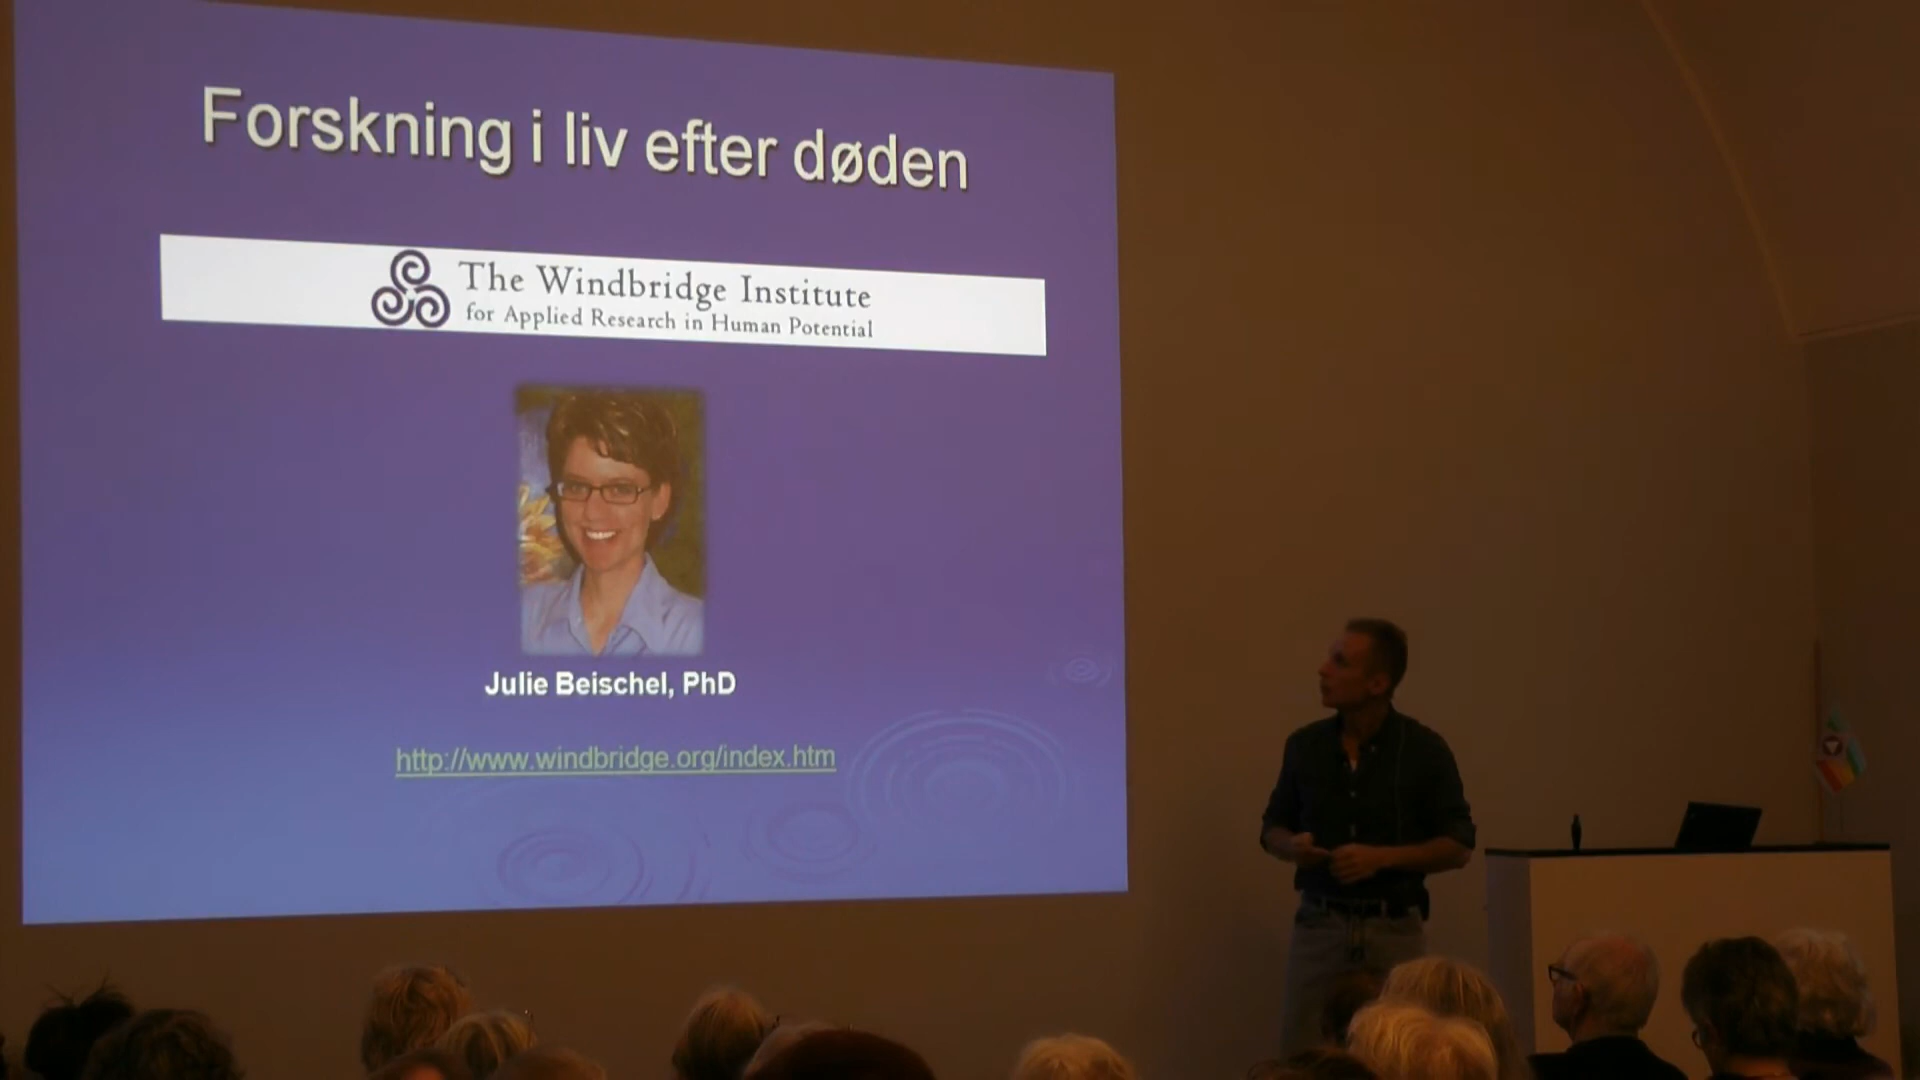 Forskning i liv efter døden
The Windbridge Institute
for Applied Research in Human Potential
Julie Beischel, PhD
http://www.windbridge.org/index.htm